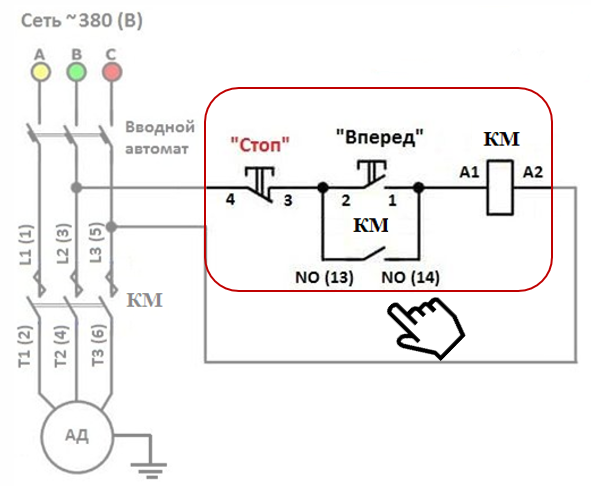 Сеть ~380 (В)
A B C
Вводной
автомат
"Стоп"
"Вперед"
КМ
4 3 2 1 A1 A2
КМ
NO (13) NO (14)
L1 (1) L2 (3) L3 (5)
КМ
T1 (2) T2 (4) T3 (6)
АД